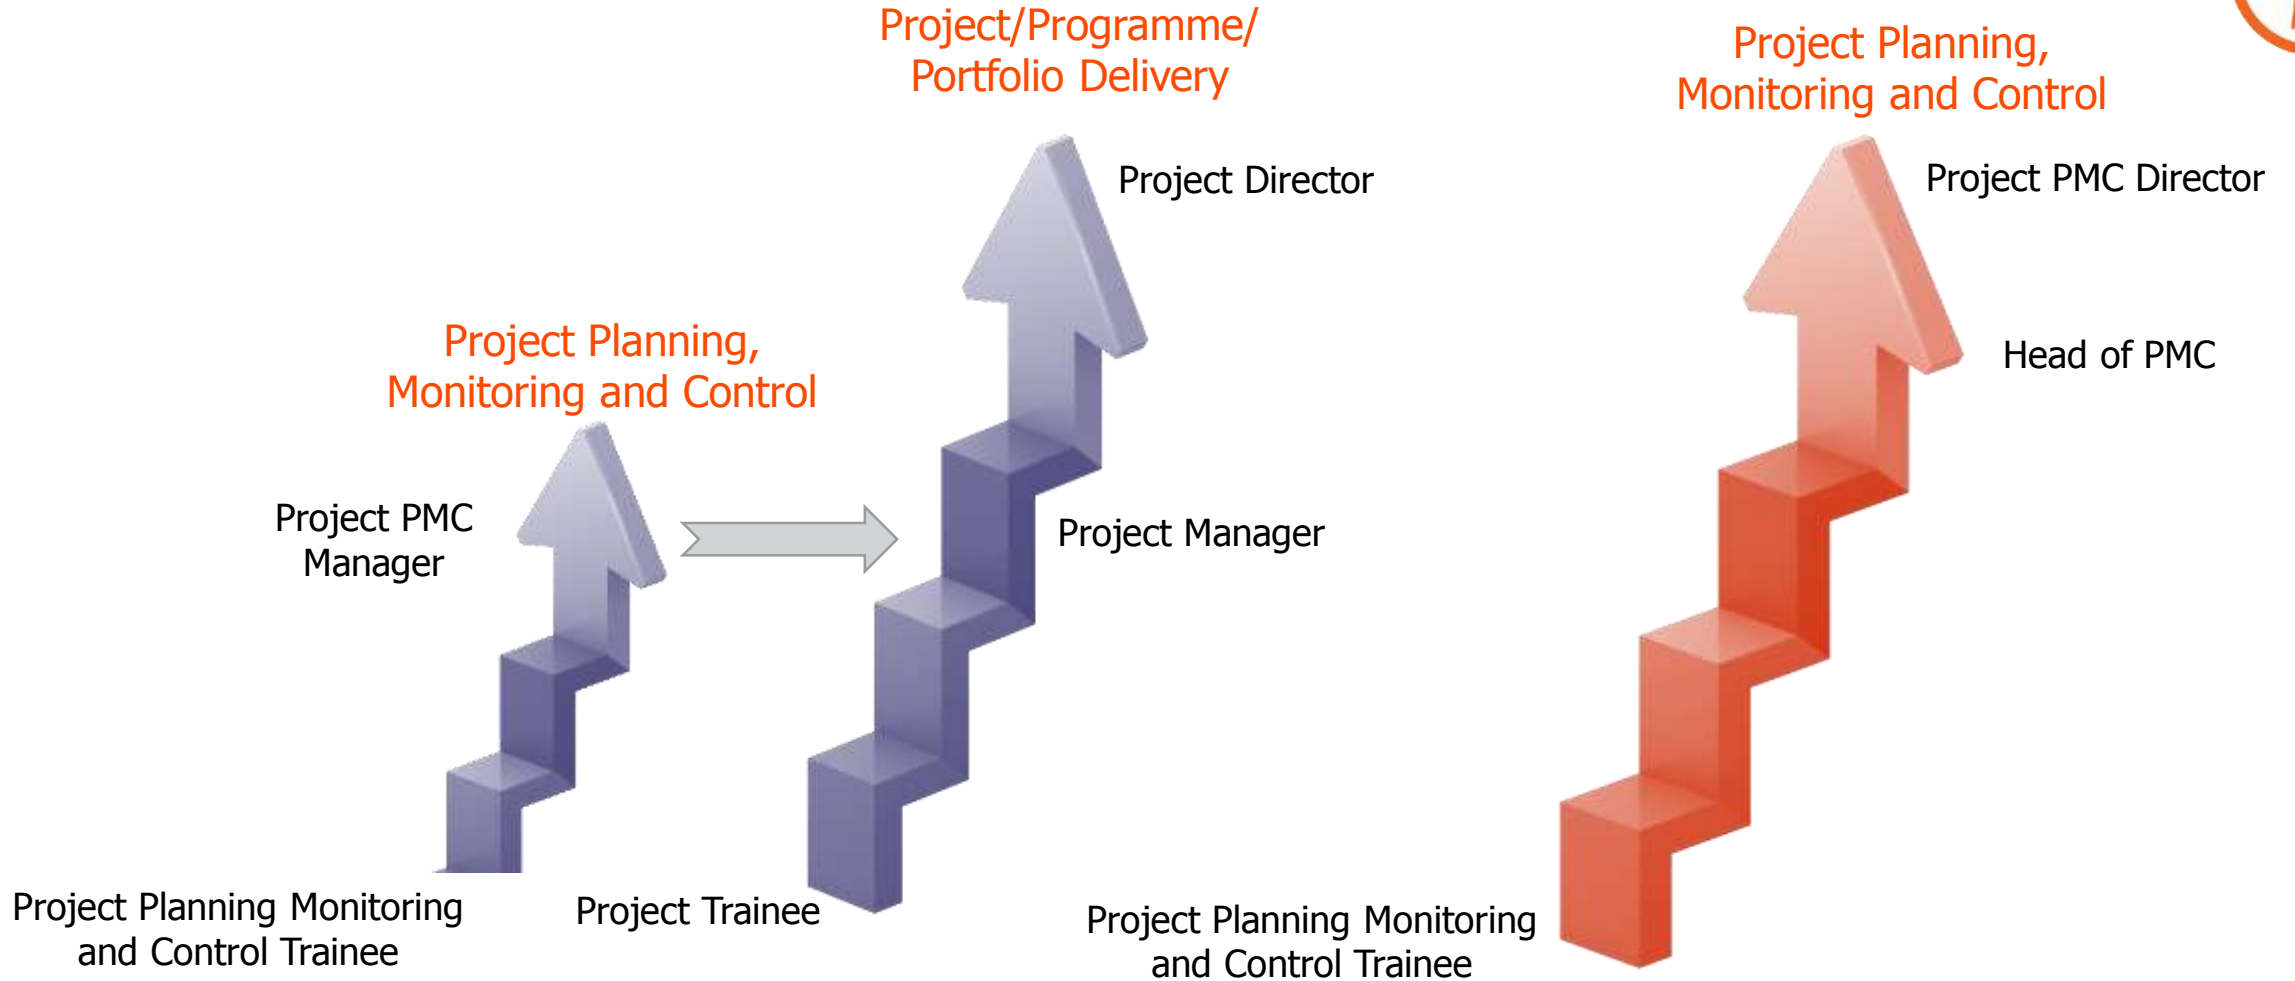 Project/Programme/
Portfolio Delivery
Project Planning,
Monitoring and Control
Project Director
Project PMC Director
Project Planning,
Monitoring and Control
Head of PMC
Project PMC
Manager
Project Manager
Project Planning Monitoring
and Control Trainee
Project Trainee
Project Planning Monitoring
and Control Trainee